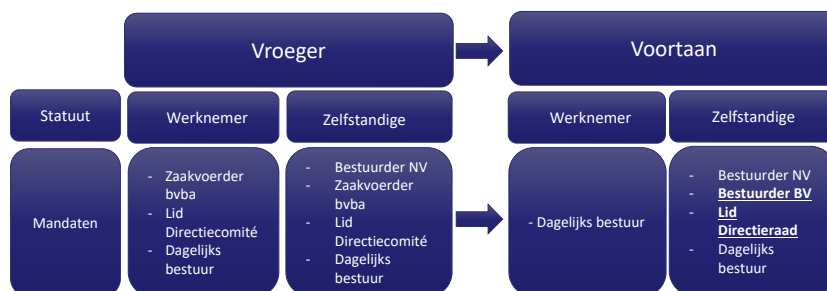 Vroeger
Voortaan
Statuut
Werknemer
Zelfstandige
Werknemer
Zelfstandige
Mandaten
- Zaakvoerder
bvba
- Lid
Directiecomité
- Dagelijks
bestuur
- Bestuurder NV
- Zaakvoerder
bvba
- Lid
Directiecomité
- Dagelijks
bestuur
- Dagelijks bestuur
- Bestuurder NV
- Bestuurder BV
- Lid
Directieraad
- Dagelijks
bestuur